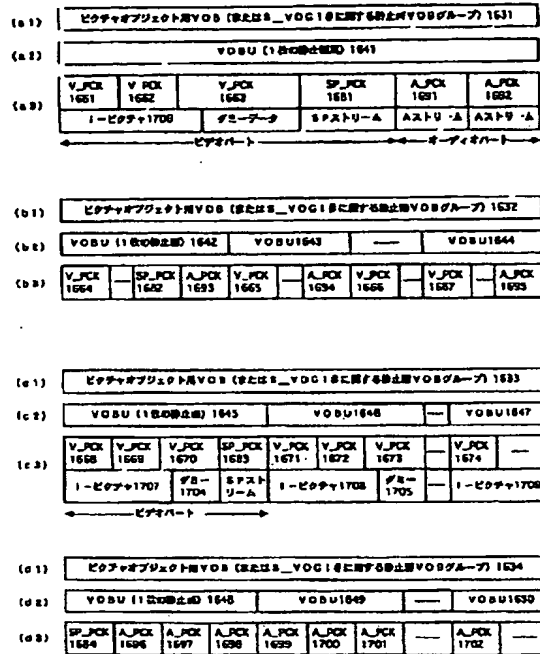 (a1) ピクチャオブジェクト用VOB (またはS_VOGI#に関する静止画VOBグループ) 1631
(a2) VOBU (1枚の静止画用) 1641
(a3) V_PCK 1661 V_PCK 1662 V_PCK 1663 SP_PCK 1681 A_PCK 1691 A_PCK 1692
I-ピクチャ1706 ダミーデータ SPストリーム Aストリーム Aストリーム
ビデオパート オーディオパート
(b1) ピクチャオブジェクト用VOB (またはS_VOGI#に関する静止画VOBグループ) 1632
(b2) VOBU (1枚の静止画) 1642 VOBU1643 VOBU1644
(b3) V_PCK 1664 SP_PCK 1682 A_PCK 1693 V_PCK 1665 A_PCK 1694 V_PCK 1666 V_PCK 1667 A_PCK 1695
(c1) ピクチャオブジェクト用VOB (またはS_VOGI#に関する静止画VOBグループ) 1633
(c2) VOBU (1枚の静止画) 1645 VOBU1646 VOBU1647
(c3) V_PCK 1668 V_PCK 1669 V_PCK 1670 SP_PCK 1683 V_PCK 1671 V_PCK 1672 V_PCK 1673 V_PCK 1674
I-ピクチャ1707 ダミー 1704 SPストリーム I-ピクチャ1708 ダミー 1705 I-ピクチャ1709
ビデオパート
(d1) ピクチャオブジェクト用VOB (またはS_VOGI#に関する静止画VOBグループ) 1634
(d2) VOBU (1枚の静止画) 1648 VOBU1649 VOBU1650
(d3) SP_PCK 1684 A_PCK 1696 A_PCK 1697 A_PCK 1698 A_PCK 1699 A_PCK 1700 A_PCK 1701 A_PCK 1702